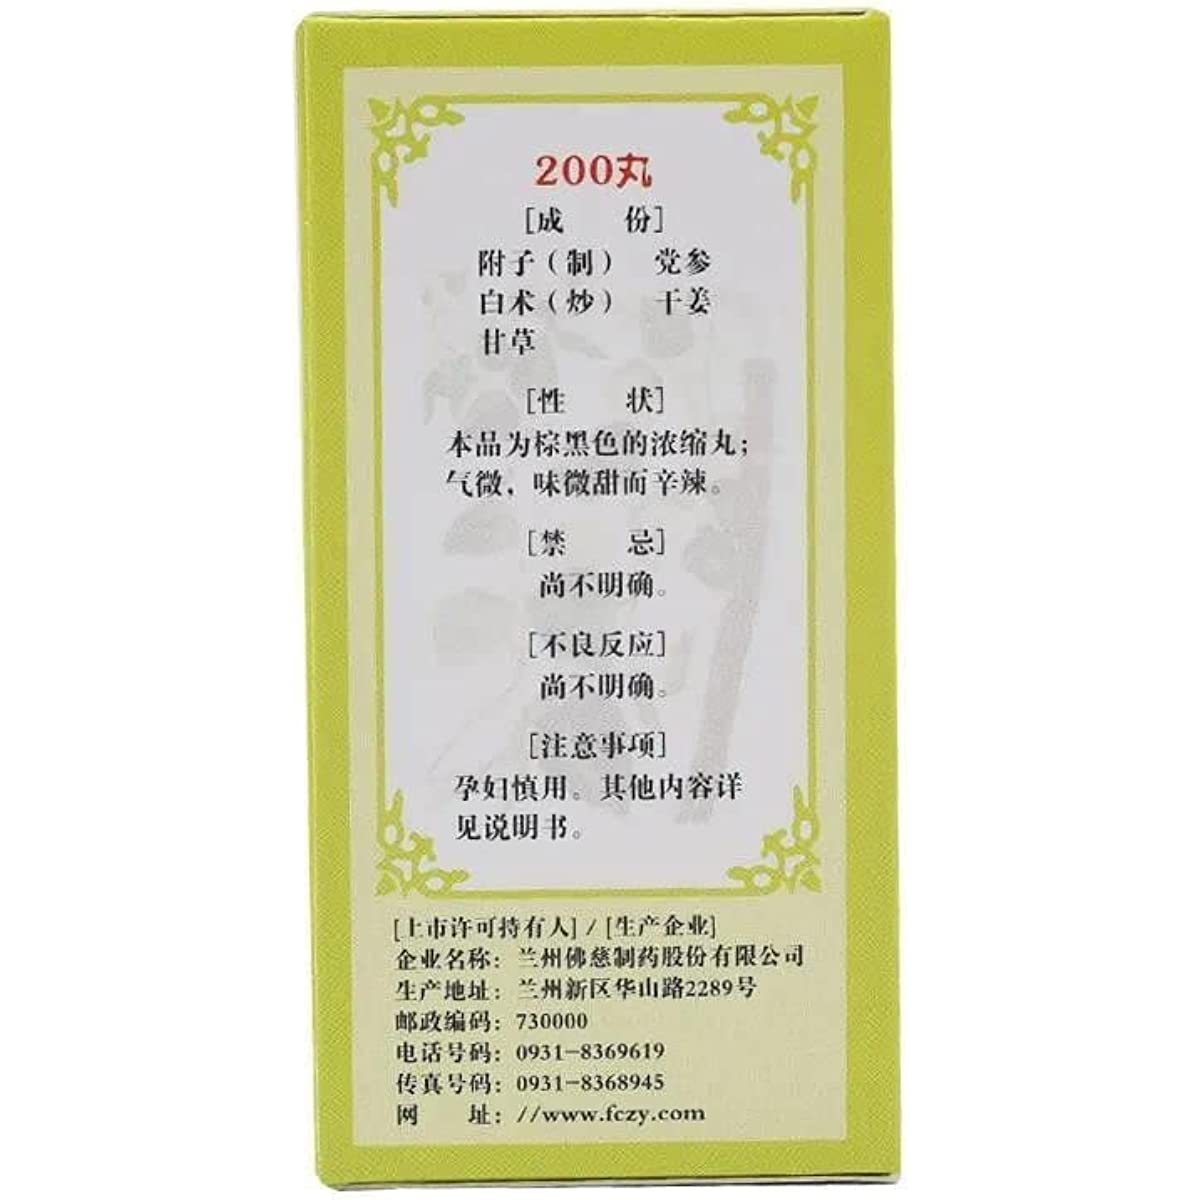 200丸
[成 份]
附子(制) 党参
白术(炒) 干姜
甘草
[性 状]
本品为棕黑色的浓缩丸;
气微,味微甜而辛辣。
[禁 忌]
尚不明确。
[不良反应]
尚不明确。
[注意事项]
孕妇慎用。其他内容详
见说明书。
[上市许可持有人] / [生产企业]
企业名称: 兰州佛慈制药股份有限公司
生产地址: 兰州新区华山路2289号
邮政编码: 730000
电话号码: 0931-8369619
传真号码: 0931-8368945
网 址: //www.fczy.com